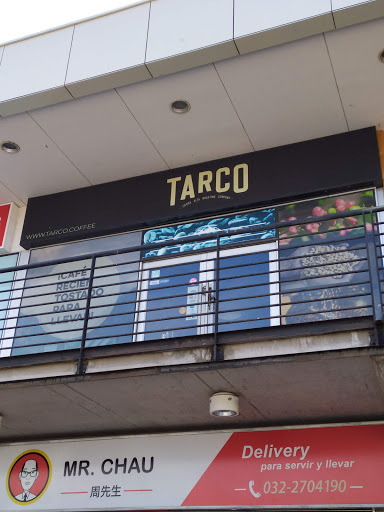 TARCO
WWW.TARCO.COFFEE
¡CAFÉ
RECIÉN
TOSTADO
PARA
LLEVAR
MR. CHAU
周先生
Delivery
para servir y llevar
032-2704190